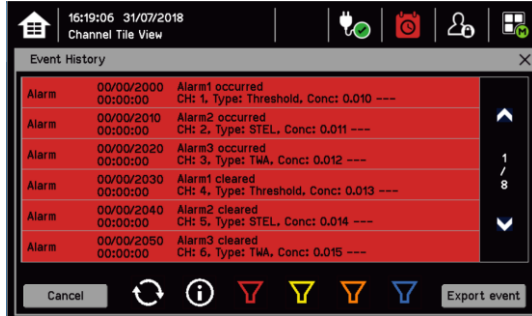 16:19:06 31/07/2018
Channel Tile View
M
Event History
Alarm 00/00/2000 Alarm1 occurred
00:00:00 CH: 1, Type: Threshold, Conc: 0.010 ---
Alarm 00/00/2010 Alarm2 occurred
00:00:00 CH: 2, Type: STEL, Conc: 0.011 ---
Alarm 00/00/2020 Alarm3 occurred
00:00:00 CH: 3, Type: TWA, Conc: 0.012 ---
Alarm 00/00/2030 Alarm1 cleared
00:00:00 CH: 4, Type: Threshold, Conc: 0.013 ---
Alarm 00/00/2040 Alarm2 cleared
00:00:00 CH: 5, Type: STEL, Conc: 0.014 ---
Alarm 00/00/2050 Alarm3 cleared
00:00:00 CH: 6, Type: TWA, Conc: 0.015 ---
1
/
8
Cancel
Export event